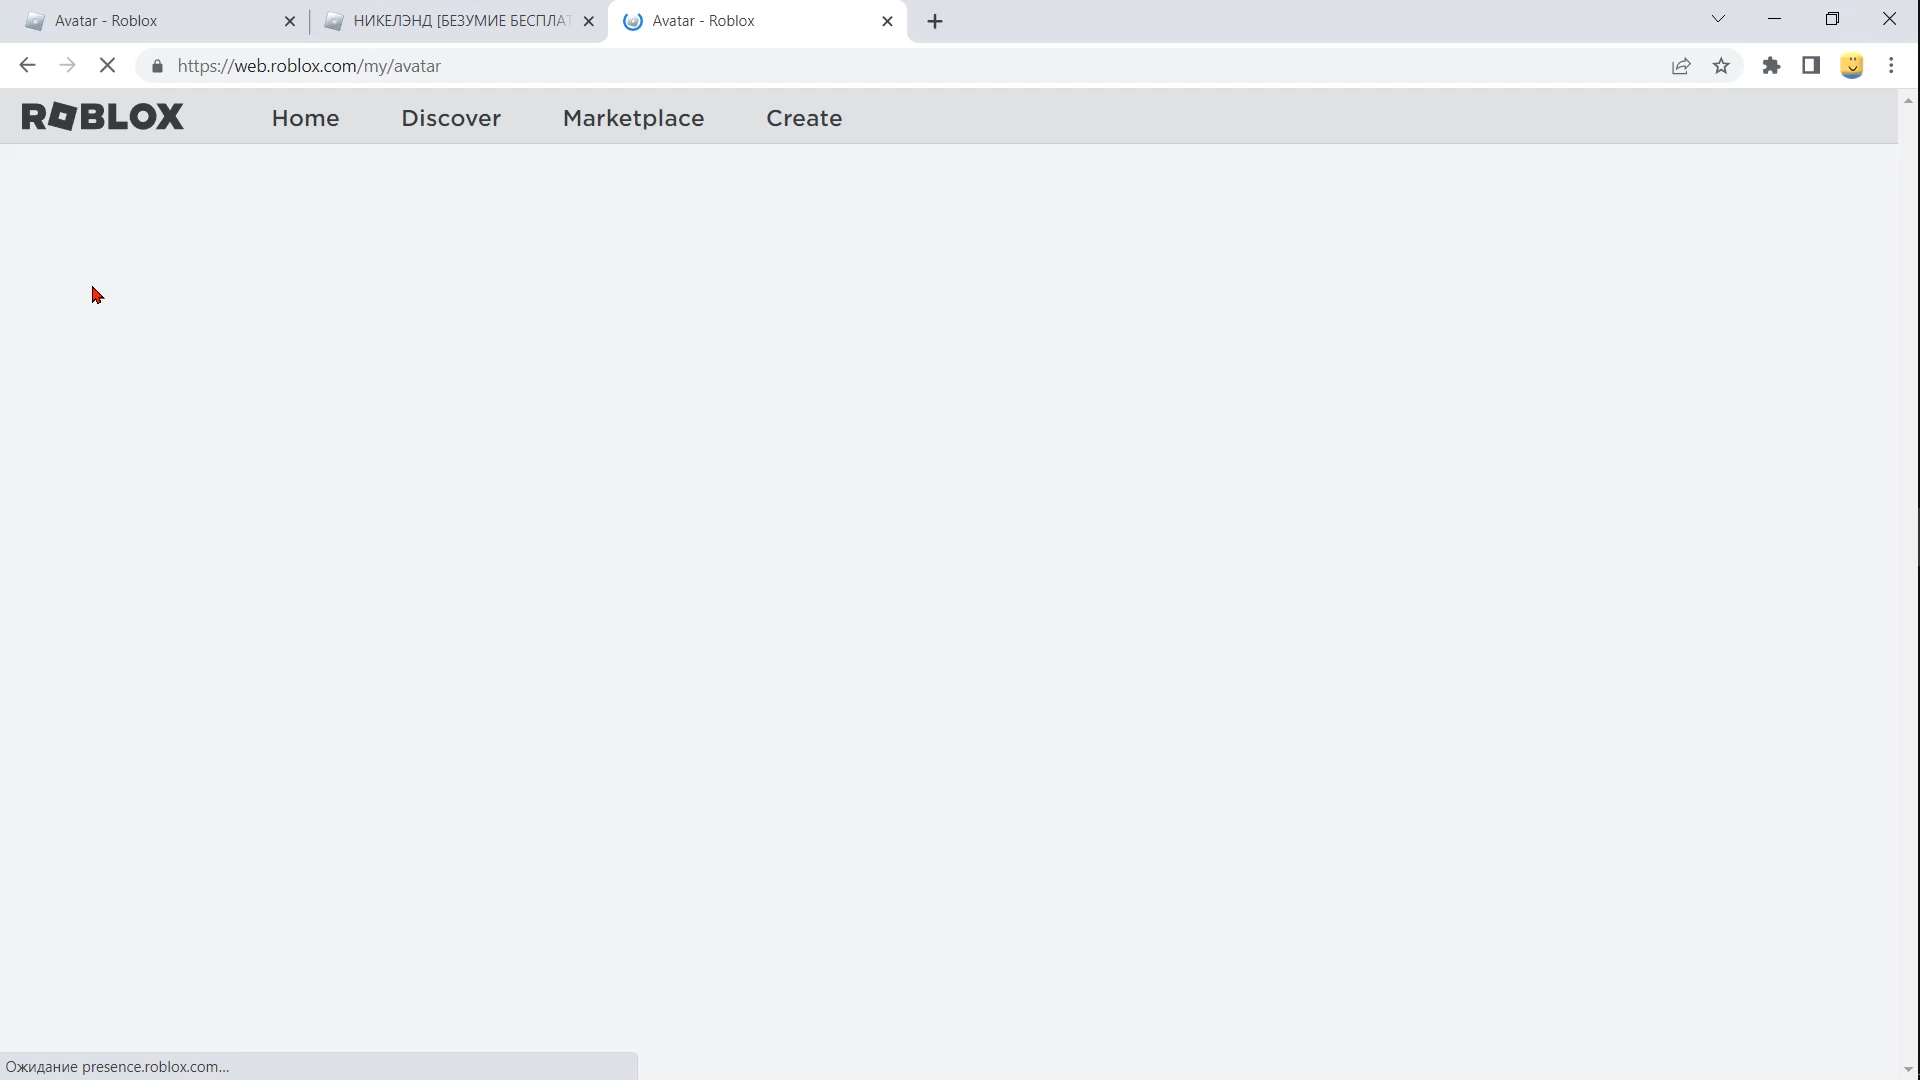 Avatar - Roblox
НИКЕЛЭНД [БЕЗУМИЕ БЕСПЛАТ
Avatar - Roblox
https://web.roblox.com/my/avatar
ROBLOX Home Discover Marketplace Create
Ожидание presence.roblox.com...